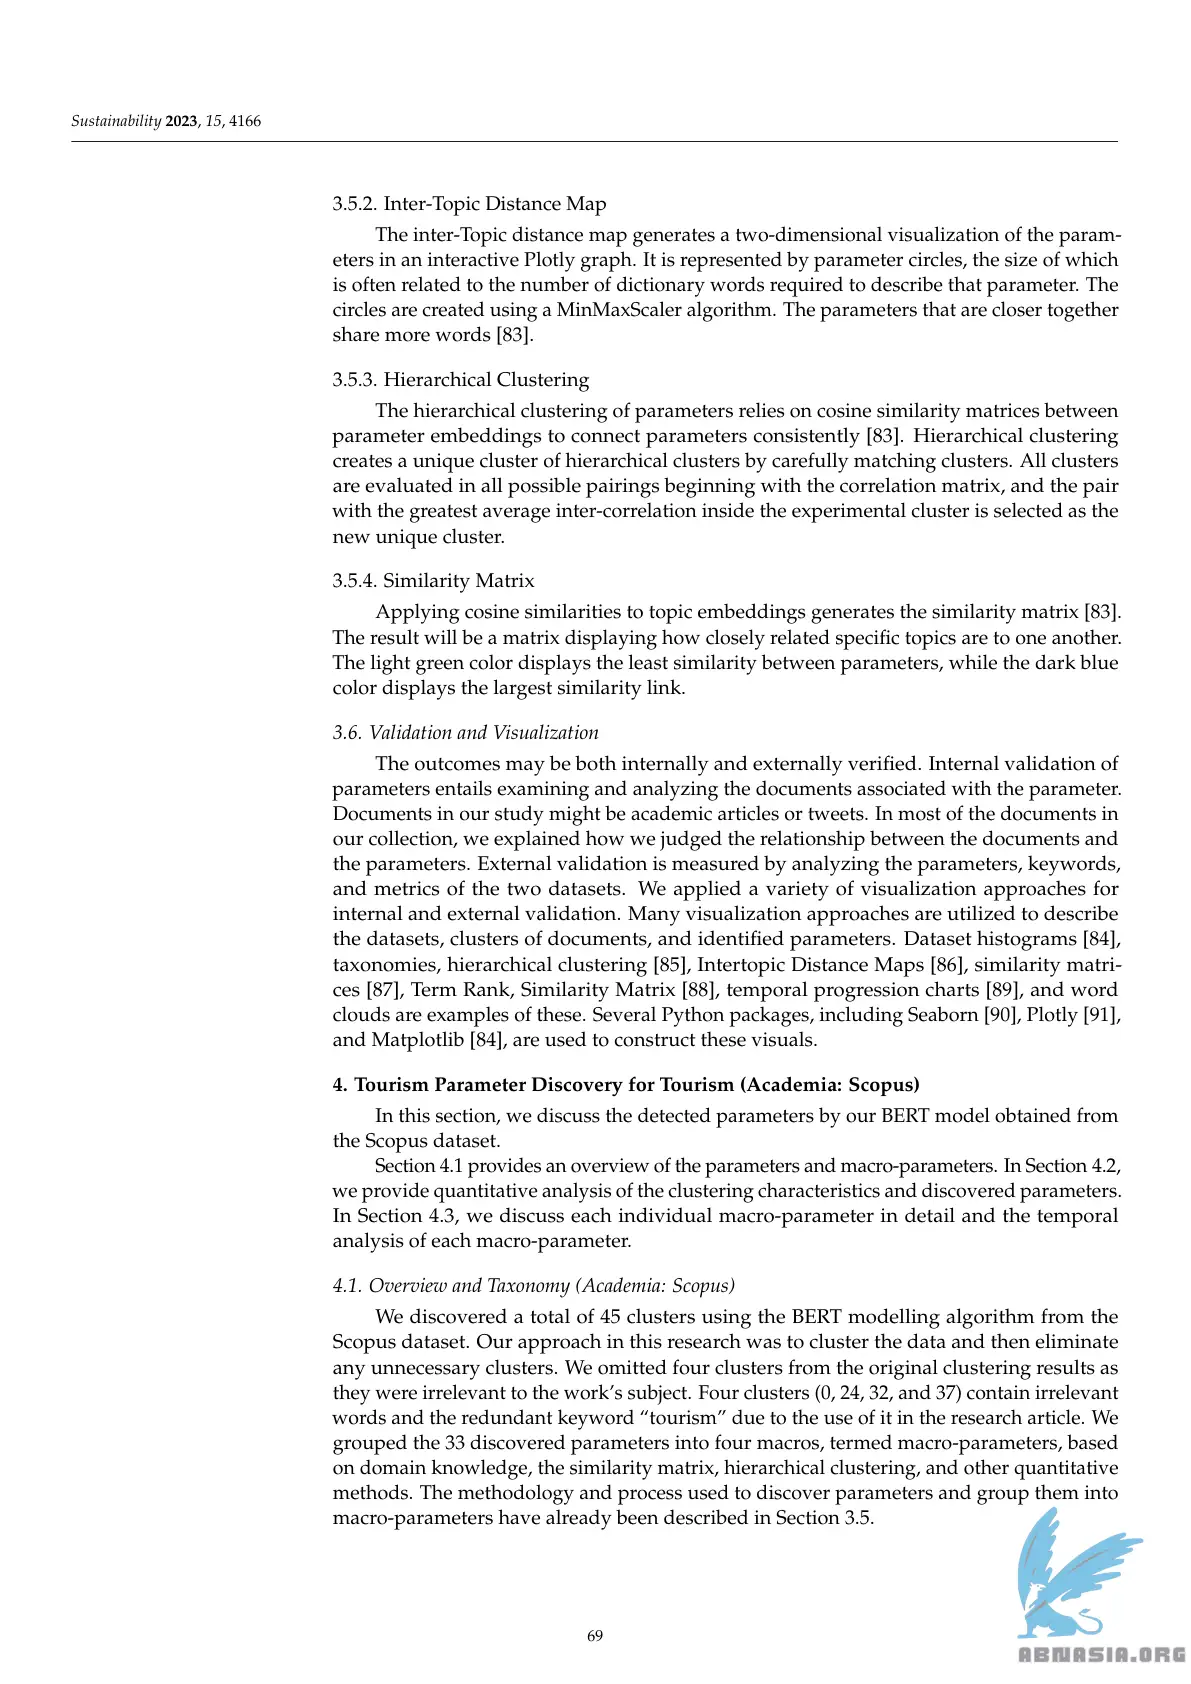 Sustainability 2023, 15, 4166
3.5.2. Inter-Topic Distance Map
The inter-Topic distance map generates a two-dimensional visualization of the param-
eters in an interactive Plotly graph. It is represented by parameter circles, the size of which
is often related to the number of dictionary words required to describe that parameter. The
circles are created using a MinMaxScaler algorithm. The parameters that are closer together
share more words [83].
3.5.3. Hierarchical Clustering
The hierarchical clustering of parameters relies on cosine similarity matrices between
parameter embeddings to connect parameters consistently [83]. Hierarchical clustering
creates a unique cluster of hierarchical clusters by carefully matching clusters. All clusters
are evaluated in all possible pairings beginning with the correlation matrix, and the pair
with the greatest average inter-correlation inside the experimental cluster is selected as the
new unique cluster.
3.5.4. Similarity Matrix
Applying cosine similarities to topic embeddings generates the similarity matrix [83].
The result will be a matrix displaying how closely related specific topics are to one another.
The light green color displays the least similarity between parameters, while the dark blue
color displays the largest similarity link.
3.6. Validation and Visualization
The outcomes may be both internally and externally verified. Internal validation of
parameters entails examining and analyzing the documents associated with the parameter.
Documents in our study might be academic articles or tweets. In most of the documents in
our collection, we explained how we judged the relationship between the documents and
the parameters. External validation is measured by analyzing the parameters, keywords,
and metrics of the two datasets. We applied a variety of visualization approaches for
internal and external validation. Many visualization approaches are utilized to describe
the datasets, clusters of documents, and identified parameters. Dataset histograms [84],
taxonomies, hierarchical clustering [85], Intertopic Distance Maps [86], similarity matri-
ces [87], Term Rank, Similarity Matrix [88], temporal progression charts [89], and word
clouds are examples of these. Several Python packages, including Seaborn [90], Plotly [91],
and Matplotlib [84], are used to construct these visuals.
4. Tourism Parameter Discovery for Tourism (Academia: Scopus)
In this section, we discuss the detected parameters by our BERT model obtained from
the Scopus dataset.
Section 4.1 provides an overview of the parameters and macro-parameters. In Section 4.2,
we provide quantitative analysis of the clustering characteristics and discovered parameters.
In Section 4.3, we discuss each individual macro-parameter in detail and the temporal
analysis of each macro-parameter.
4.1. Overview and Taxonomy (Academia: Scopus)
We discovered a total of 45 clusters using the BERT modelling algorithm from the
Scopus dataset. Our approach in this research was to cluster the data and then eliminate
any unnecessary clusters. We omitted four clusters from the original clustering results as
they were irrelevant to the work's subject. Four clusters (0, 24, 32, and 37) contain irrelevant
words and the redundant keyword “tourism” due to the use of it in the research article. We
grouped the 33 discovered parameters into four macros, termed macro-parameters, based
on domain knowledge, the similarity matrix, hierarchical clustering, and other quantitative
methods. The methodology and process used to discover parameters and group them into
macro-parameters have already been described in Section 3.5.
69
ABNASIA.ORG